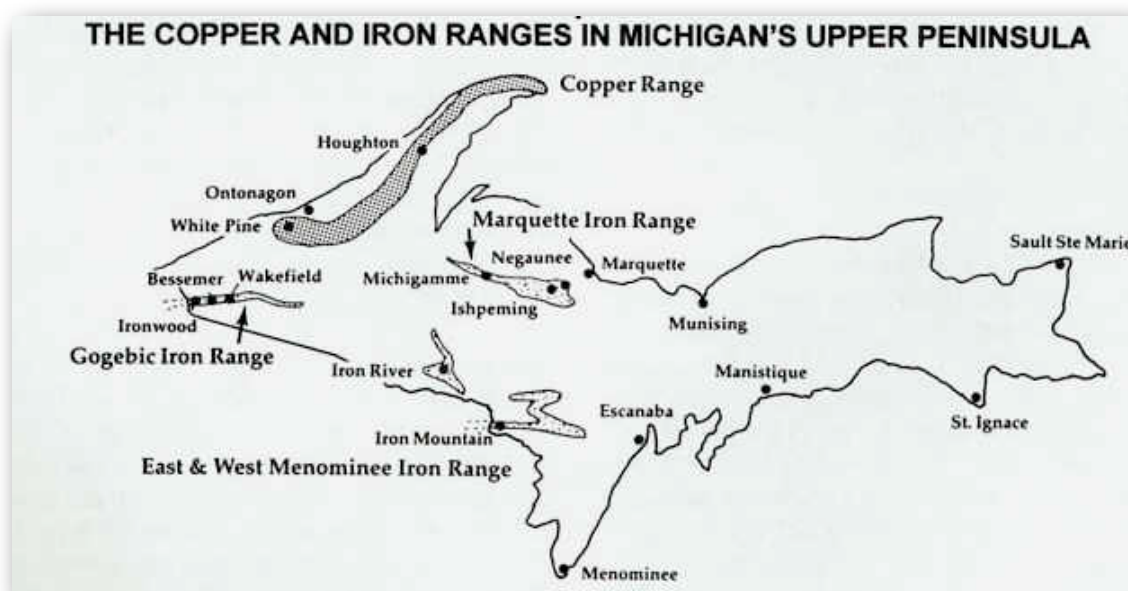 THE COPPER AND IRON RANGES IN MICHIGAN'S UPPER PENINSULA
Copper Range
Houghton
Ontonagon
White Pine
Marquette Iron Range
Negaunee
Sault Ste Marie
Bessemer
Wakefield
Michigamme
Marquette
Ishpeming
Munising
Ironwood
Gogebic Iron Range
Iron River
Manistique
Escanaba
St. Ignace
Iron Mountain
East & West Menominee Iron Range
Menominee